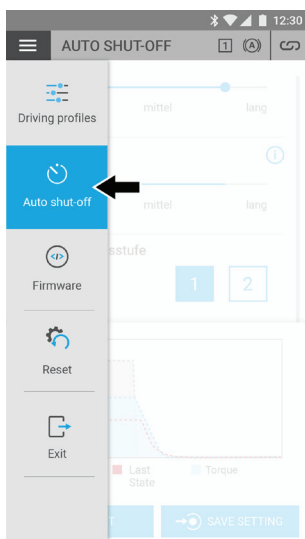 12:30
AUTO SHUT-OFF
1
A
Driving profiles
mittel
lang
i
Auto shut-off
mittel
lang
sstufe
Firmware
1
2
Reset
Exit
Last
State
Torque
T
SAVE SETTING